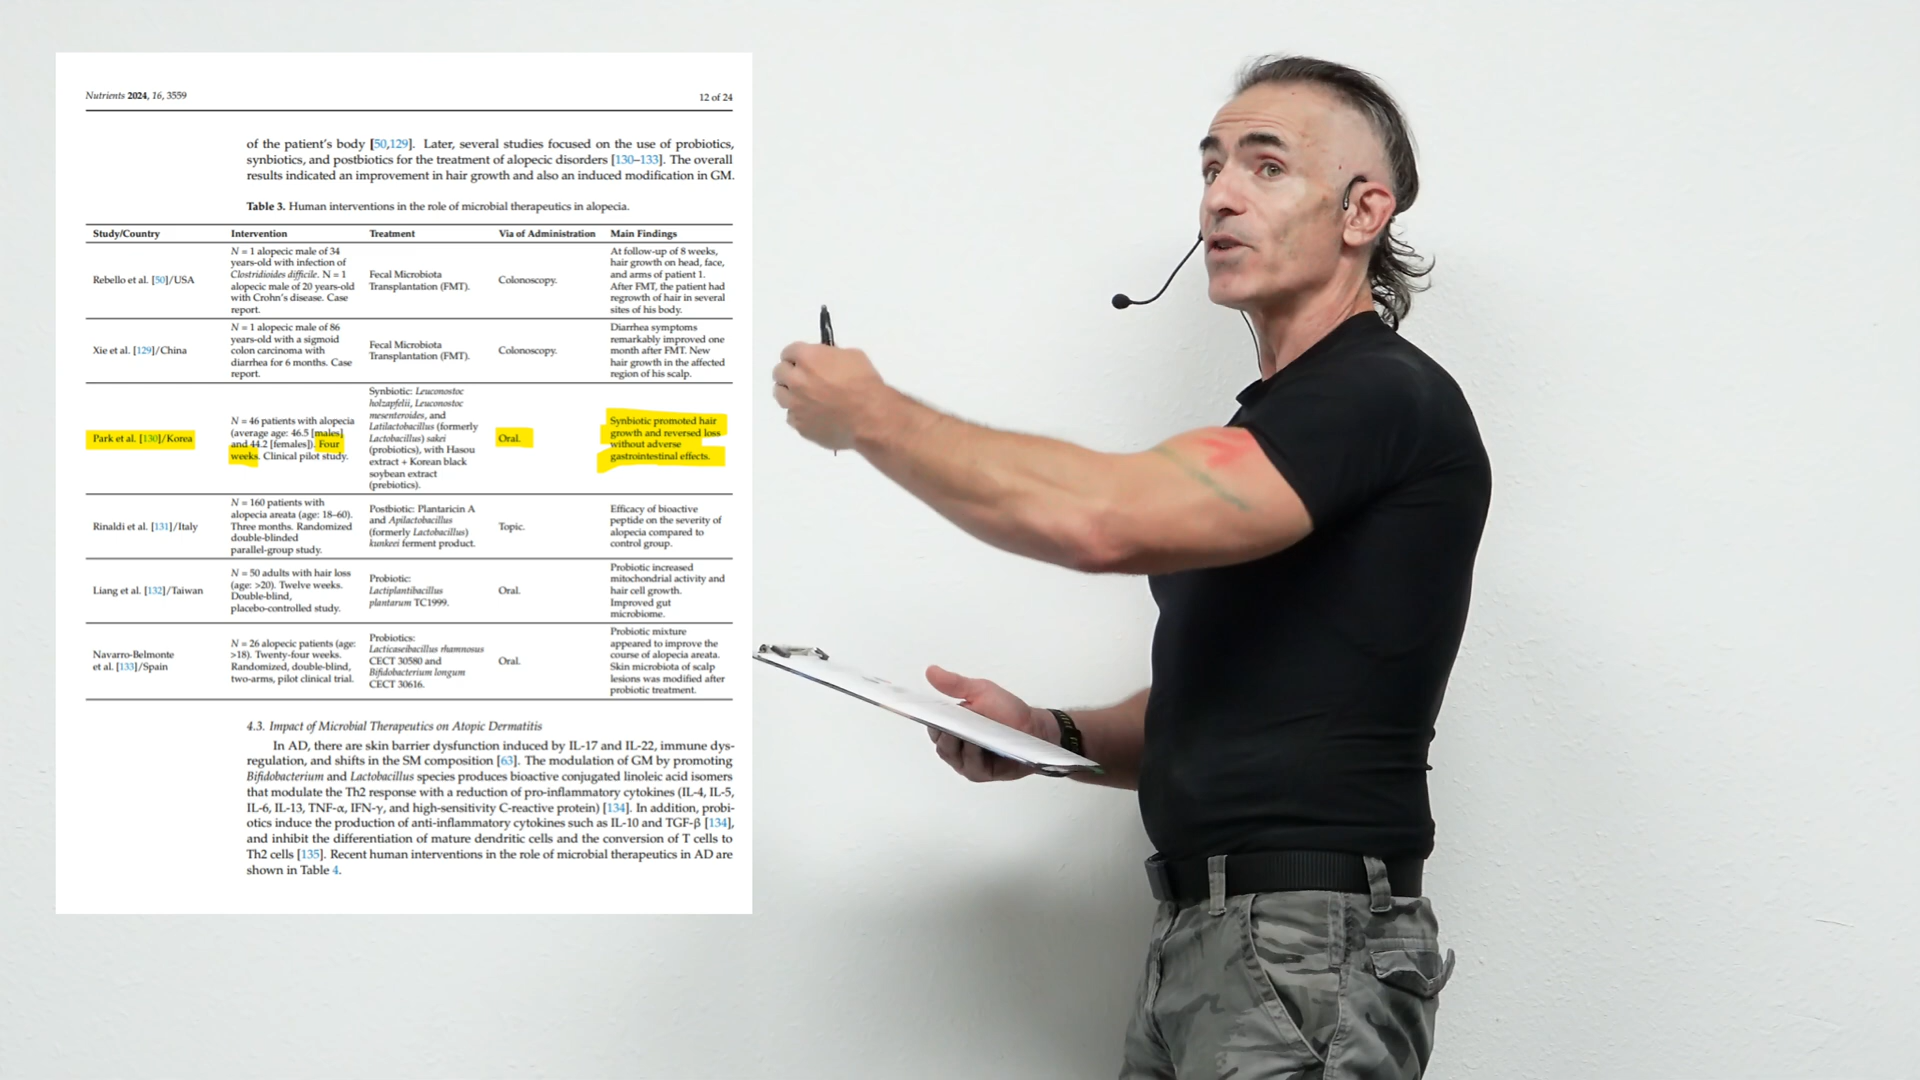 Nutrients 2024, 16, 3559
12 of 24
of the patient's body [50,129]. Later, several studies focused on the use of probiotics,
synbiotics, and postbiotics for the treatment of alopecic disorders [130–133]. The overall
results indicated an improvement in hair growth and also an induced modification in GM.
Table 3. Human interventions in the role of microbial therapeutics in alopecia.
Study/Country
Intervention
Treatment
Via of Administration
Main Findings
Rebello et al. [50]/USA
N = 1 alopecic male of 34
years-old with infection of
Clostridioides difficile. N = 1
alopecic male of 20 years-old
with Crohn's disease. Case
report.
Fecal Microbiota
Transplantation (FMT).
Colonoscopy.
At follow-up of 8 weeks,
hair growth on head, face,
and arms of patient 1.
After FMT, the patient had
regrowth of hair in several
sites of his body.
Xie et al. [129]/China
N = 1 alopecic male of 86
years-old with a sigmoid
colon carcinoma with
diarrhea for 6 months. Case
report.
Fecal Microbiota
Transplantation (FMT).
Colonoscopy.
Diarrhea symptoms
remarkably improved one
month after FMT. New
hair growth in the affected
region of his scalp.
Park et al. [130]/Korea
N = 46 patients with alopecia
(average age: 46.5 [males]
and 44.2 [females]). Four
weeks. Clinical pilot study.
Synbiotic: Leuconostoc
holzapfelii, Leuconostoc
mesenteroides, and
Latilactobacillus (formerly
Lactobacillus) sakei
(probiotics), with Hasou
extract + Korean black
soybean extract
(prebiotics).
Oral.
Synbiotic promoted hair
growth and reversed loss
without adverse
gastrointestinal effects.
Rinaldi et al. [131]/Italy
N = 160 patients with
alopecia areata (age: 18–60).
Three months. Randomized
double-blinded
parallel-group study.
Postbiotic: Plantaricin A
and Apilactobacillus
(formerly Lactobacillus)
kunkeei ferment product.
Topic.
Efficacy of bioactive
peptide on the severity of
alopecia compared to
control group.
Liang et al. [132]/Taiwan
N = 50 adults with hair loss
(age: >20). Twelve weeks.
Double-blind,
placebo-controlled study.
Probiotic:
Lactiplantibacillus
plantarum TC1999.
Oral.
Probiotic increased
mitochondrial activity and
hair cell growth.
Improved gut
microbiome.
Navarro-Belmonte
et al. [133]/Spain
N = 26 alopecic patients (age:
>18). Twenty-four weeks.
Randomized, double-blind,
two-arms, pilot clinical trial.
Probiotics:
Lacticaseibacillus rhamnosus
CECT 30580 and
Bifidobacterium longum
CECT 30616.
Oral.
Probiotic mixture
appeared to improve the
course of alopecia areata.
Skin microbiota of scalp
lesions was modified after
probiotic treatment.
4.3. Impact of Microbial Therapeutics on Atopic Dermatitis
In AD, there are skin barrier dysfunction induced by IL-17 and IL-22, immune dys-
regulation, and shifts in the SM composition [63]. The modulation of GM by promoting
Bifidobacterium and Lactobacillus species produces bioactive conjugated linoleic acid isomers
that modulate the Th2 response with a reduction of pro-inflammatory cytokines (IL-4, IL-5,
IL-6, IL-13, TNF-α, IFN-γ, and high-sensitivity C-reactive protein) [134]. In addition, probi-
otics induce the production of anti-inflammatory cytokines such as IL-10 and TGF-β [134],
and inhibit the differentiation of mature dendritic cells and the conversion of T cells to
Th2 cells [135]. Recent human interventions in the role of microbial therapeutics in AD are
shown in Table 4.